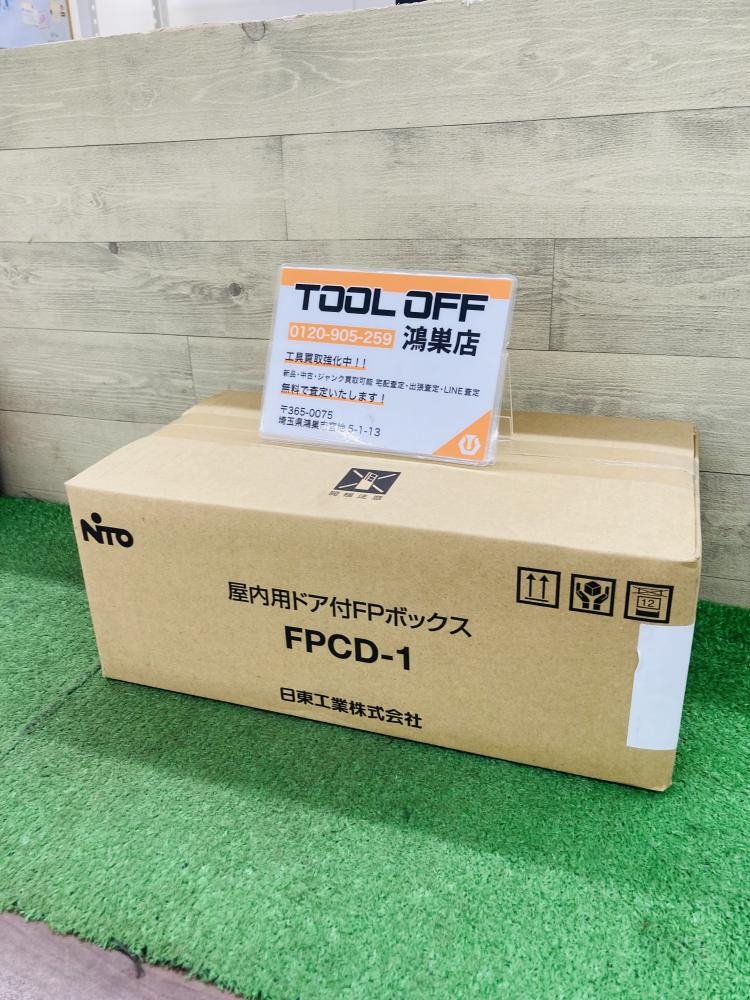 TOOL OFF
0120-905-259 鴻巣店
工具買取強化中！！
新品・中古・ジャンク買取可能 宅配査定・出張査定・LINE査定
無料で査定いたします！
〒365-0075
埼玉県鴻巣市宮地5-1-13
開梱注意
NITO
屋内用ドア付FPボックス
FPCD-1
日東工業株式会社
12